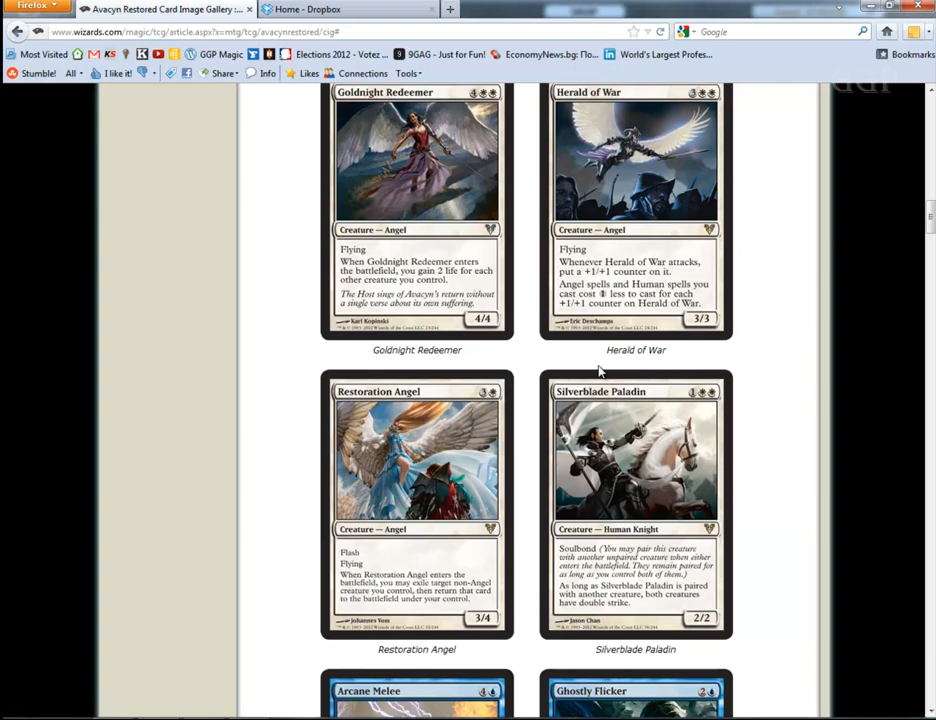 Firefox
Avacyn Restored Card Image Gallery :...
Home - Dropbox
www.wizards.com/magic/tcg/article.aspx?x=mtg/tcg/avacynrestored/cig#
Google
Most Visited
KS
GGP Magic
Elections 2012 - Votez ...
9GAG - Just for Fun!
EconomyNews.bg: По...
World's Largest Profes...
Bookmarks
Stumble!
All
I like it!
Share
Info
Likes
Connections
Tools
Goldnight Redeemer 4
Herald of War 3
Creature — Angel
Creature — Angel
Flying
When Goldnight Redeemer enters
the battlefield, you gain 2 life for each
other creature you control.
The Host sings of Avacyn's return without
a single verse about its own suffering.
Karl Kopinski
4/4
Flying
Whenever Herald of War attacks,
put a +1/+1 counter on it.
Angel spells and Human spells you
cast cost 1 less to cast for each
+1/+1 counter on Herald of War.
Eric Deschamps
3/3
Goldnight Redeemer
Herald of War
Restoration Angel 3
Silverblade Paladin 1
Creature — Angel
Creature — Human Knight
Flash
Flying
When Restoration Angel enters the
battlefield, you may exile target non-Angel
creature you control, then return that card
to the battlefield under your control.
Johannes Voss
3/4
Soulbond (You may pair this creature
with another unpaired creature when either
enters the battlefield. They remain paired for
as long as you control both of them.)
As long as Silverblade Paladin is paired
with another creature, both creatures
have double strike.
Jason Chan
2/2
Restoration Angel
Silverblade Paladin
Arcane Melee 4
Ghostly Flicker 2